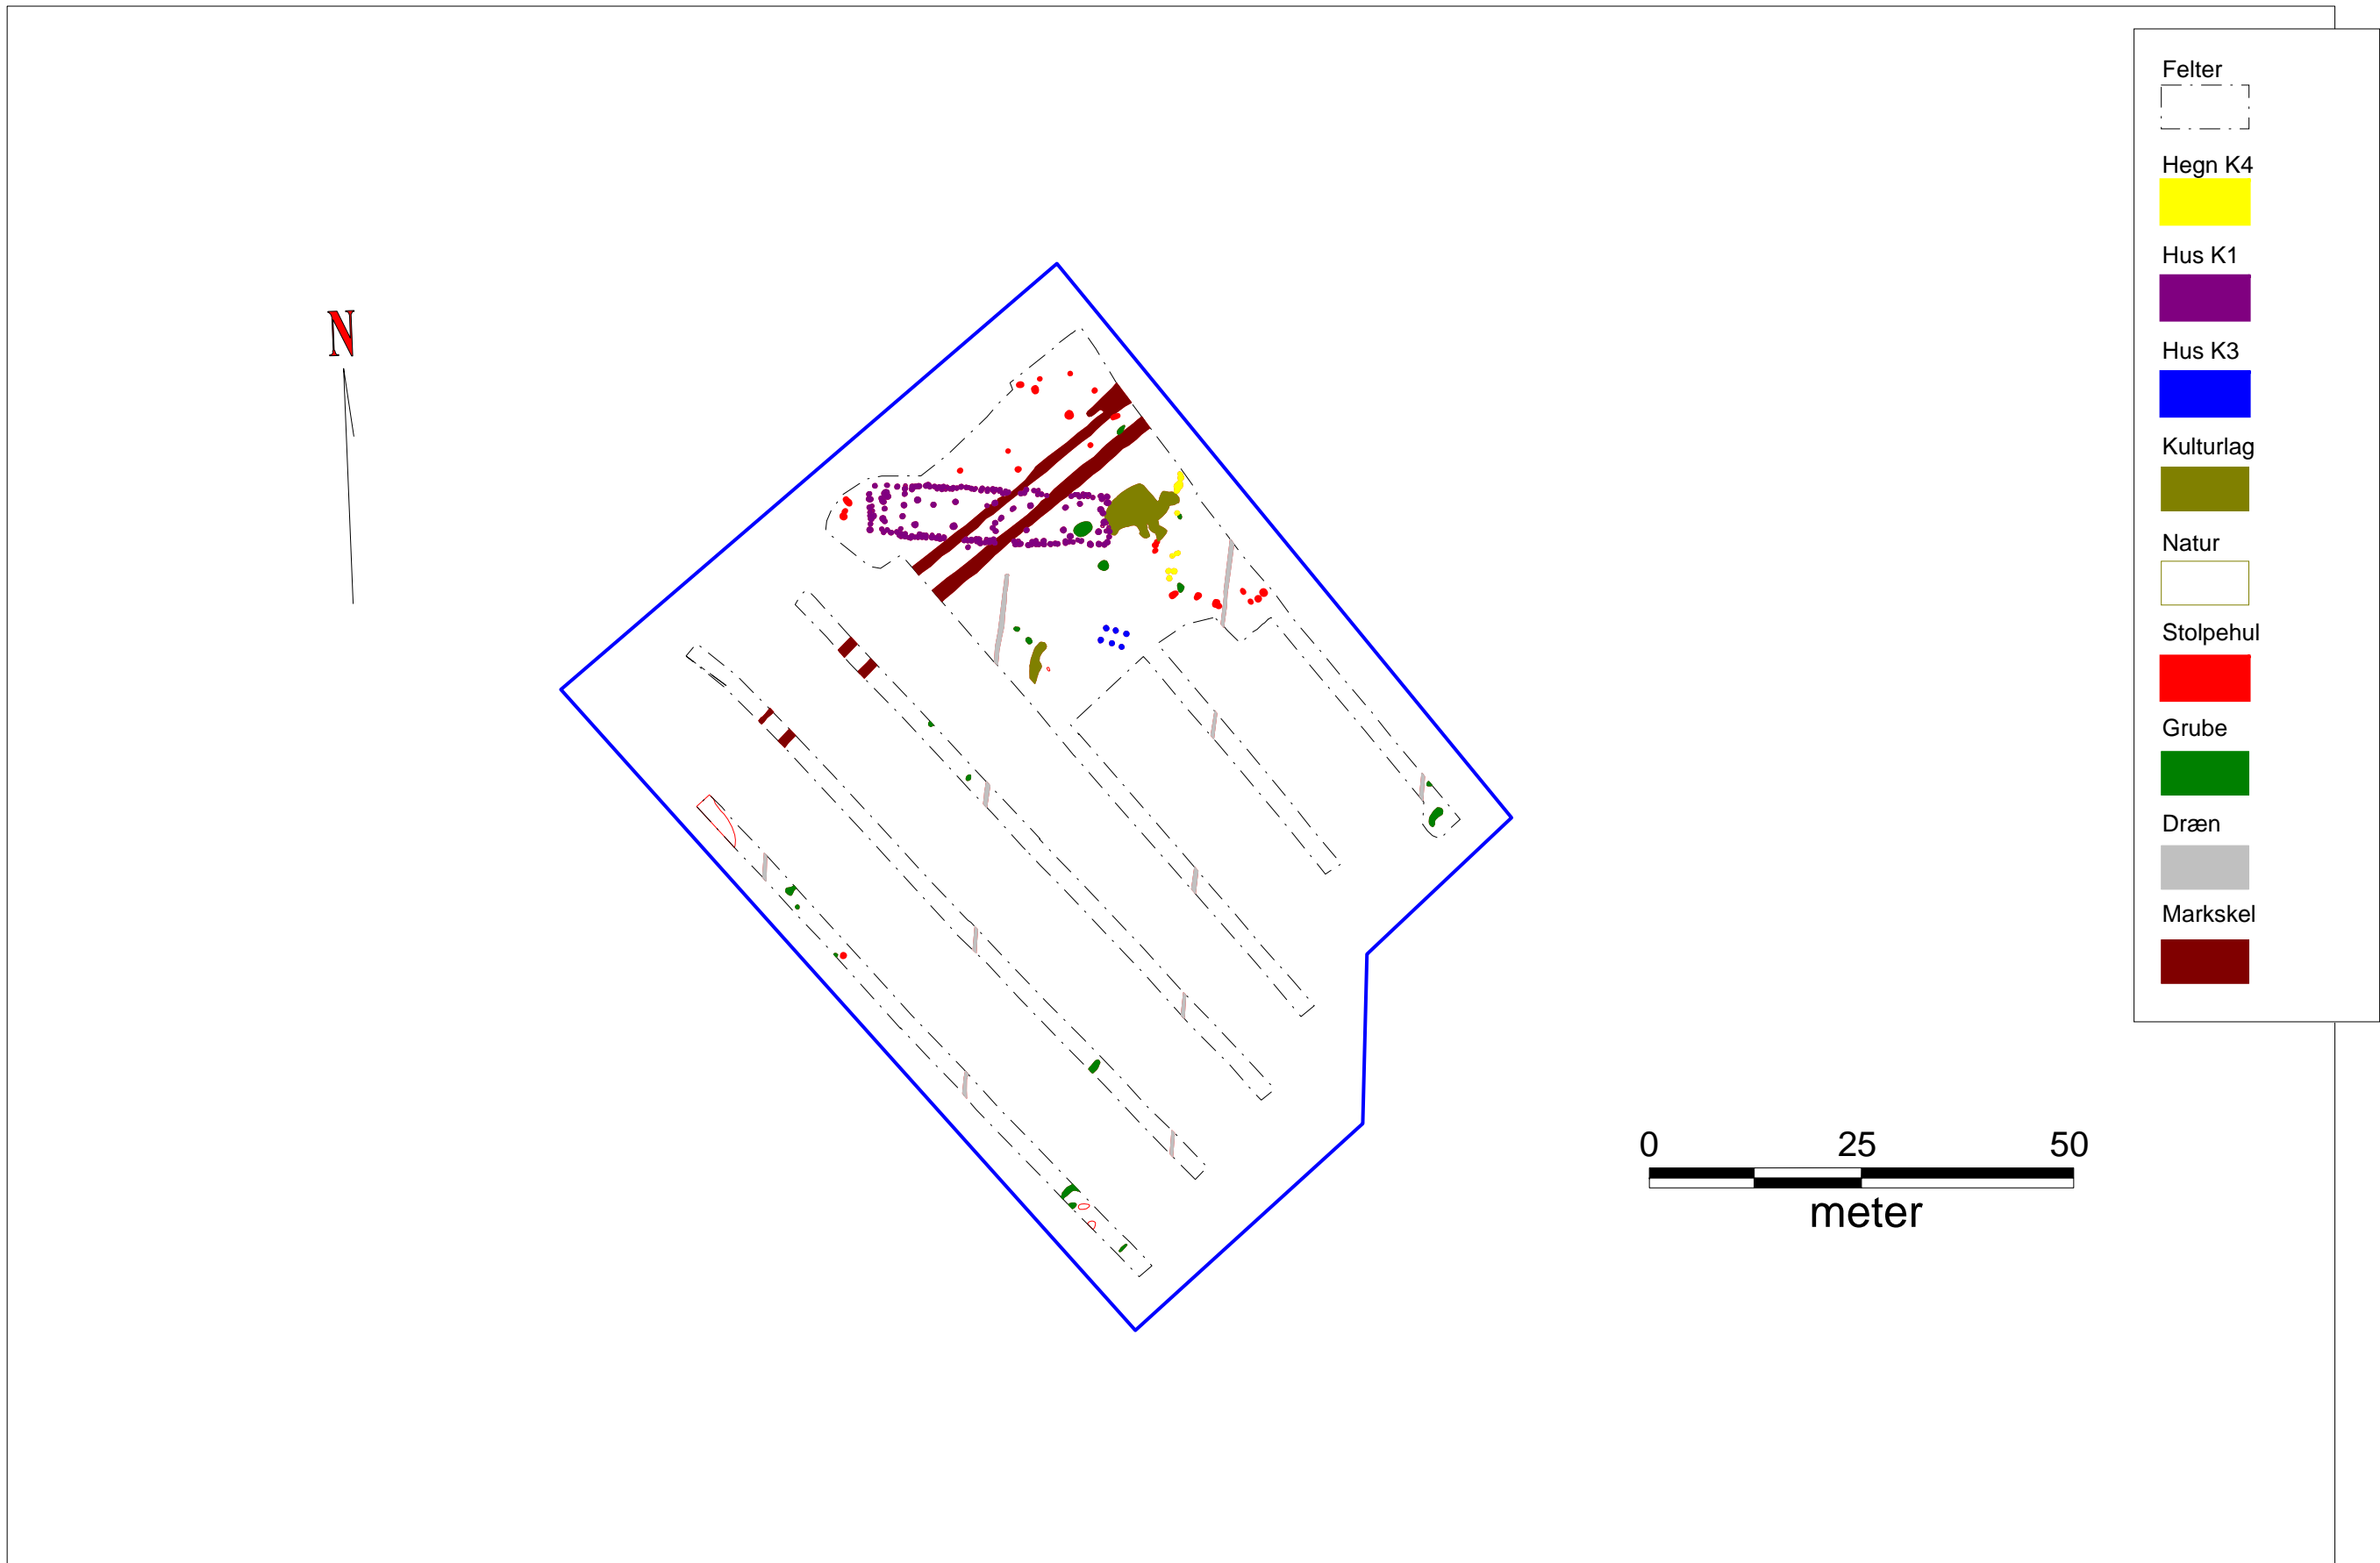 N
Felter
Hegn K4
Hus K1
Hus K3
Kulturlag
Natur
Stolpehul
Grube
Dræn
Markskel
0 25 50
meter